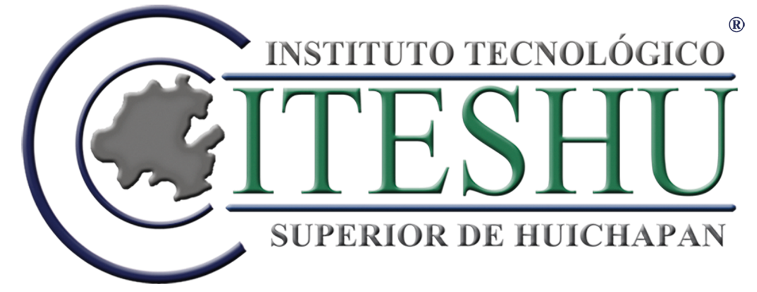 ®
INSTITUTO TECNOLÓGICO
ITESHU
SUPERIOR DE HUICHAPAN